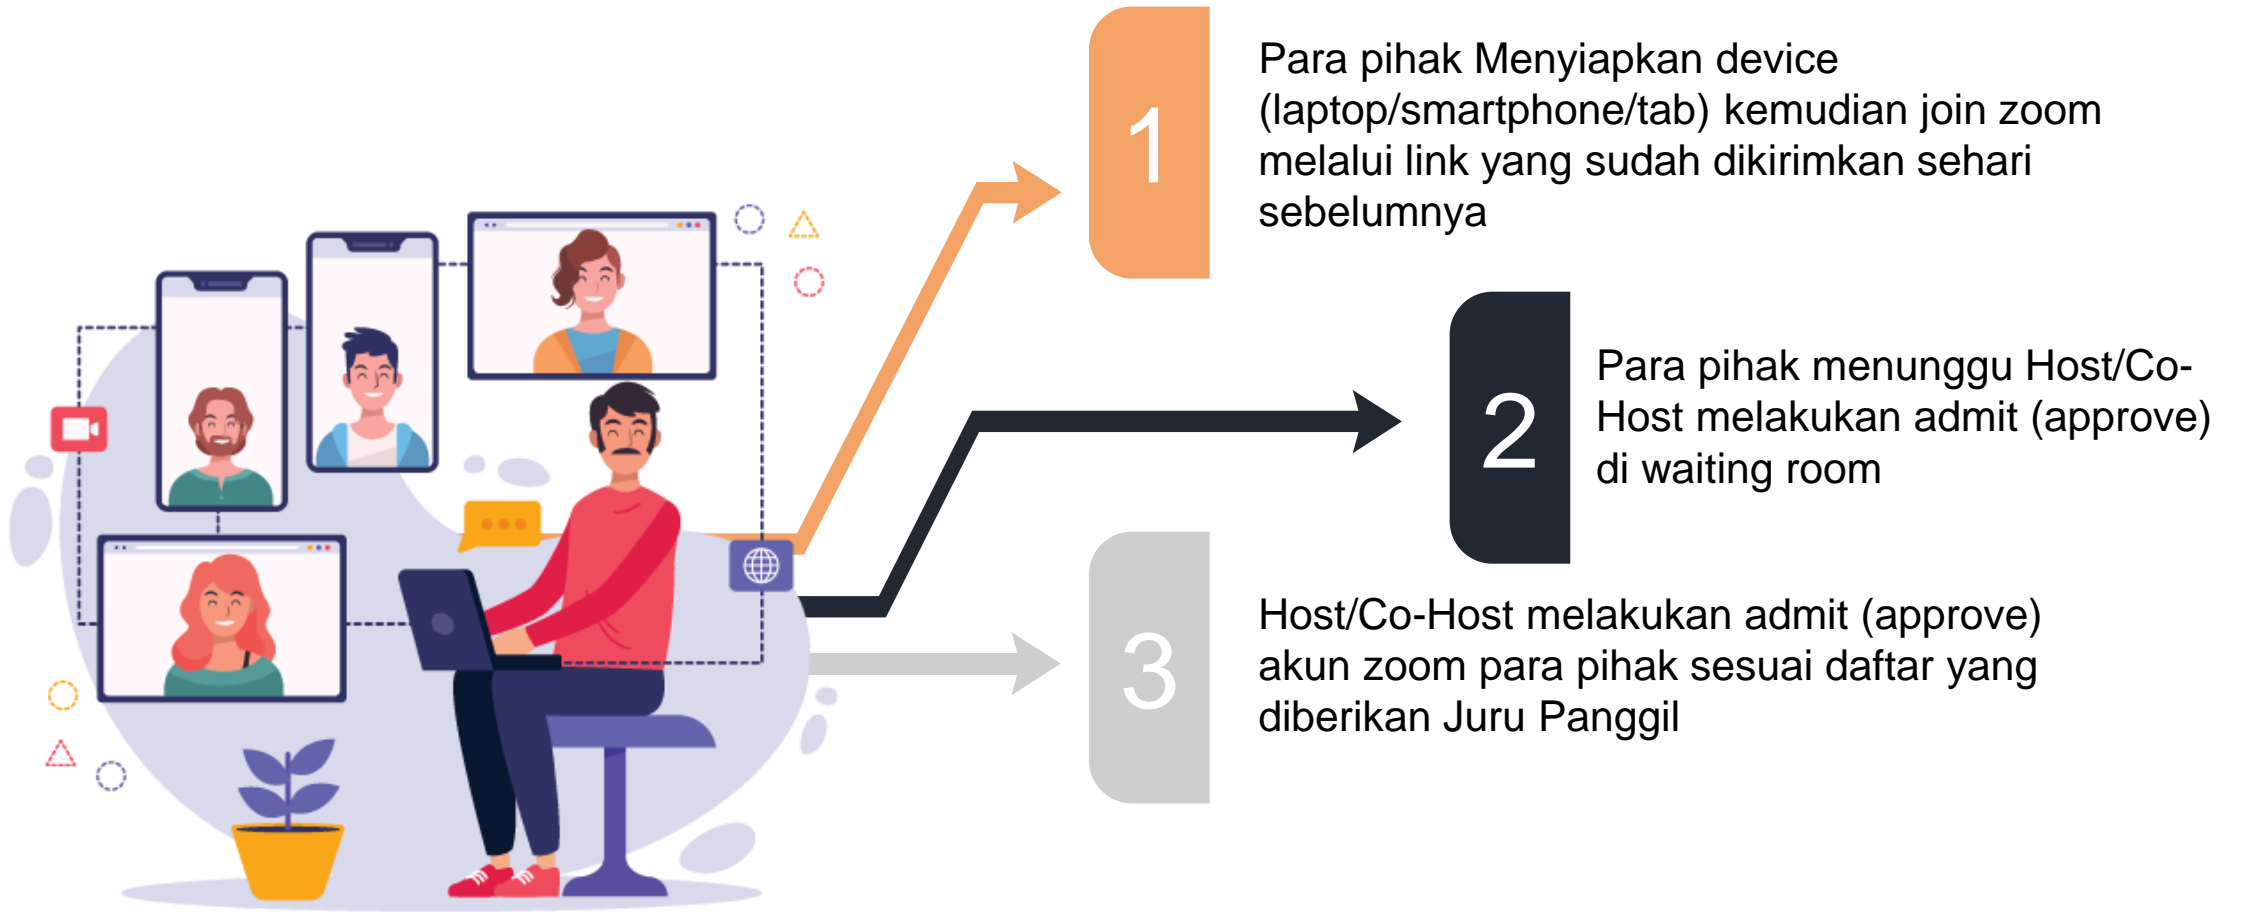 1
Para pihak Menyiapkan device
(laptop/smartphone/tab) kemudian join zoom
melalui link yang sudah dikirimkan sehari
sebelumnya
2
Para pihak menunggu Host/Co-
Host melakukan admit (approve)
di waiting room
3
Host/Co-Host melakukan admit (approve)
akun zoom para pihak sesuai daftar yang
diberikan Juru Panggil